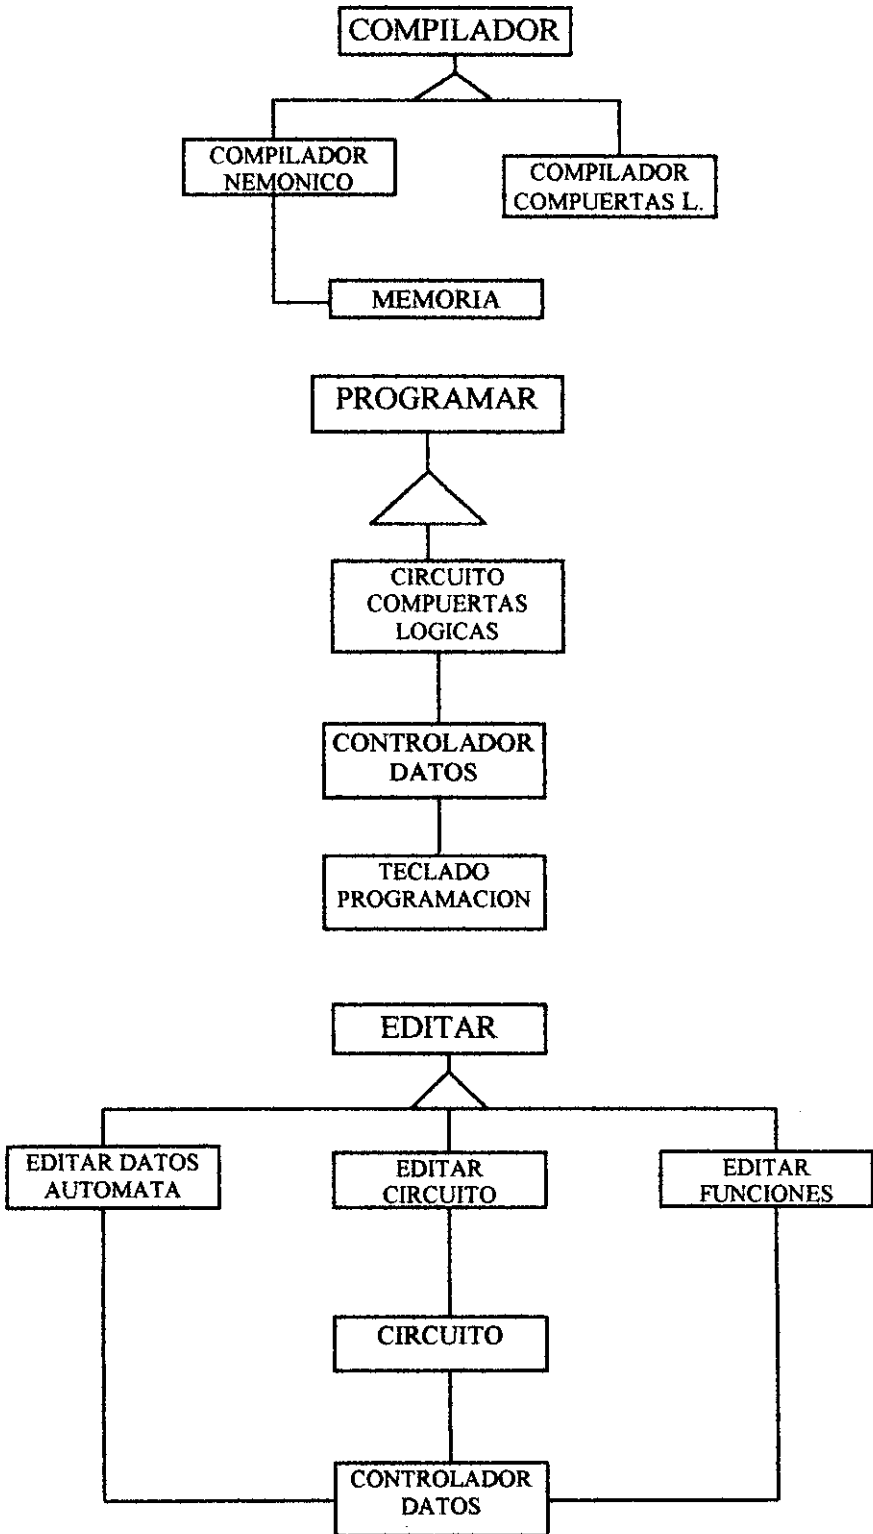 COMPILADOR
COMPILADOR
NEMONICO
COMPILADOR
COMPUERTAS L.
MEMORIA
PROGRAMAR
CIRCUITO
COMPUERTAS
LOGICAS
CONTROLADOR
DATOS
TECLADO
PROGRAMACION
EDITAR
EDITAR DATOS
AUTOMATA
EDITAR
CIRCUITO
EDITAR
FUNCIONES
CIRCUITO
CONTROLADOR
DATOS